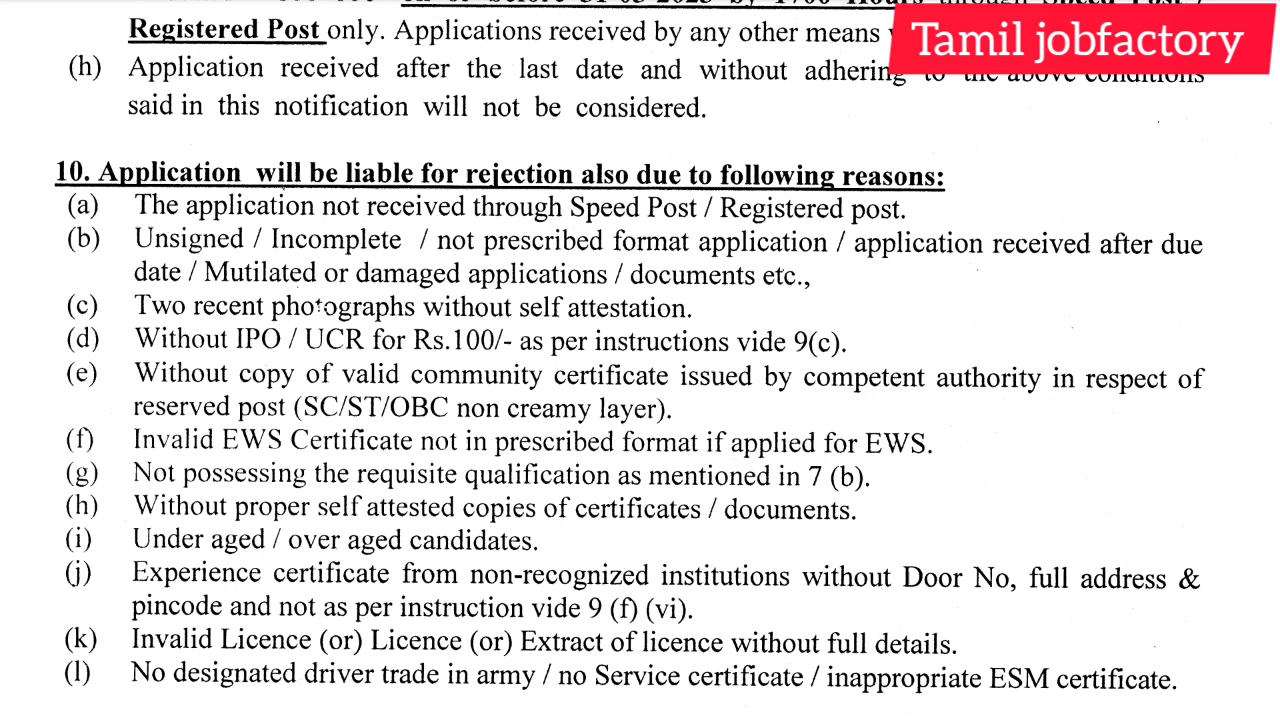 Registered Post only. Applications received by any other means
Tamil jobfactory
(h) Application received after the last date and without adhering to the above conditions
said in this notification will not be considered.
10. Application will be liable for rejection also due to following reasons:
(a) The application not received through Speed Post / Registered post.
(b) Unsigned / Incomplete / not prescribed format application / application received after due
date / Mutilated or damaged applications / documents etc.,
(c) Two recent photographs without self attestation.
(d) Without IPO / UCR for Rs.100/- as per instructions vide 9(c).
(e) Without copy of valid community certificate issued by competent authority in respect of
reserved post (SC/ST/OBC non creamy layer).
(f) Invalid EWS Certificate not in prescribed format if applied for EWS.
(g) Not possessing the requisite qualification as mentioned in 7 (b).
(h) Without proper self attested copies of certificates / documents.
(i) Under aged / over aged candidates.
(j) Experience certificate from non-recognized institutions without Door No, full address &
pincode and not as per instruction vide 9 (f) (vi).
(k) Invalid Licence (or) Licence (or) Extract of licence without full details.
(l) No designated driver trade in army / no Service certificate / inappropriate ESM certificate.